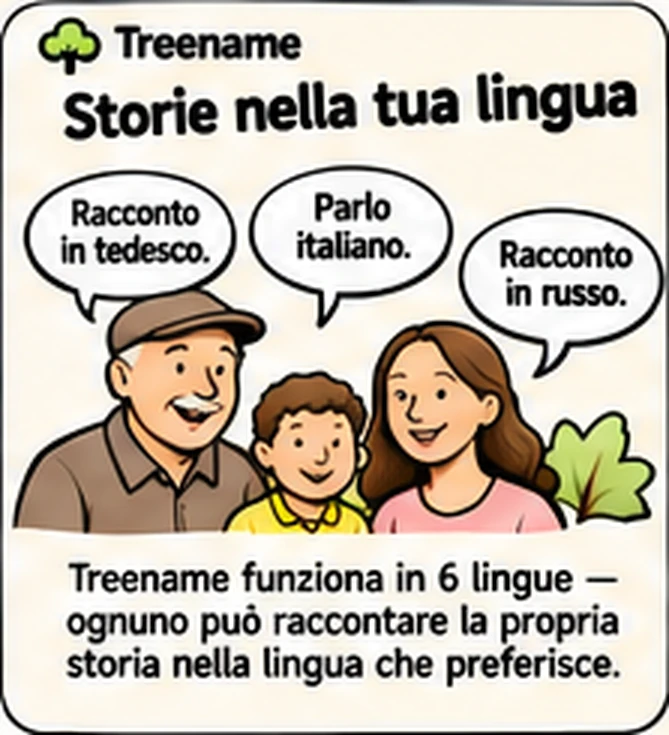 Treename
Storie nella tua lingua
Racconto
in tedesco.
Parlo
italiano.
Racconto
in russo.
Treename funziona in 6 lingue —
ognuno può raccontare la propria
storia nella lingua che preferisce.